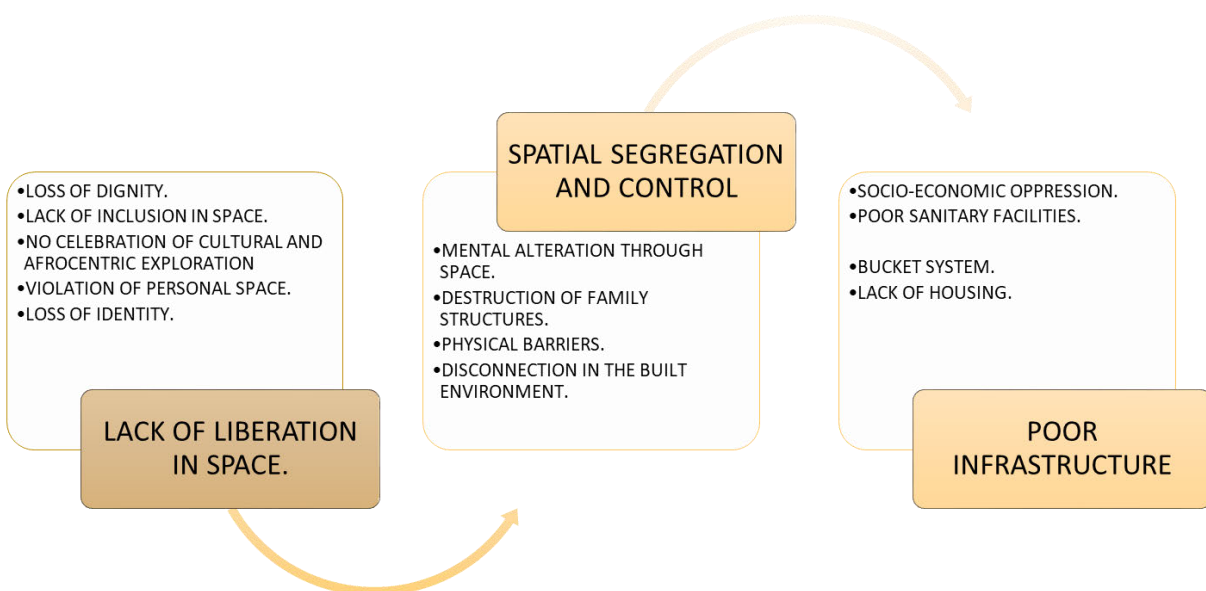 •LOSS OF DIGNITY.
•LACK OF INCLUSION IN SPACE.
•NO CELEBRATION OF CULTURAL AND
AFROCENTRIC EXPLORATION
•VIOLATION OF PERSONAL SPACE.
•LOSS OF IDENTITY.
LACK OF LIBERATION
IN SPACE.
SPATIAL SEGREGATION
AND CONTROL
•MENTAL ALTERATION THROUGH
SPACE.
•DESTRUCTION OF FAMILY
STRUCTURES.
•PHYSICAL BARRIERS.
•DISCONNECTION IN THE BUILT
ENVIRONMENT.
•SOCIO-ECONOMIC OPPRESSION.
•POOR SANITARY FACILITIES.
•BUCKET SYSTEM.
•LACK OF HOUSING.
POOR
INFRASTRUCTURE